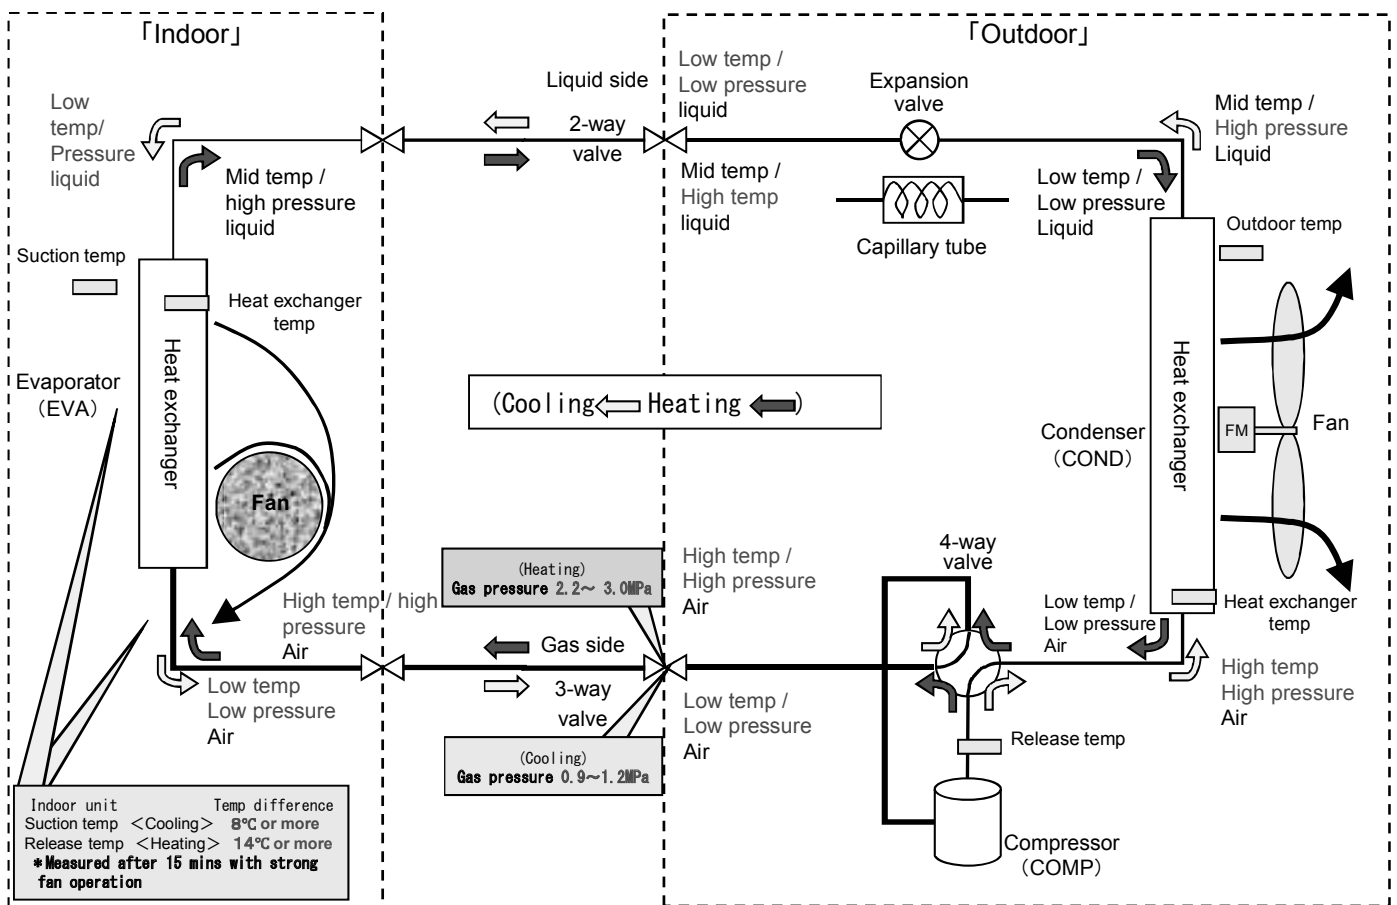 「Indoor」
「Outdoor」
Low
temp/
Pressure
liquid
Mid temp /
high pressure
liquid
Liquid side
2-way
valve
Low temp /
Low pressure
liquid
Mid temp /
High temp
liquid
Expansion
valve
Capillary tube
Low temp /
Low pressure
Liquid
Mid temp /
High pressure
Liquid
Suction temp
Heat exchanger
temp
Heat exchanger
Evaporator
(EVA)
Fan
(Cooling Heating )
Outdoor temp
Heat exchanger
Condenser
(COND)
FM
Fan
Heat exchanger
temp
4-way
valve
(Heating)
Gas pressure 2.2～ 3.0MPa
High temp /
High pressure
Air
Low temp /
Low pressure
Air
High temp
High pressure
Air
High temp / high
pressure
Air
Gas side
3-way
valve
Low temp
Low pressure
Air
Low temp /
Low pressure
Air
(Cooling)
Gas pressure 0.9～1.2MPa
Release temp
Compressor
(COMP)
Indoor unit Temp difference
Suction temp ＜Cooling＞ 8℃ or more
Release temp ＜Heating＞ 14℃ or more
*Measured after 15 mins with strong
fan operation